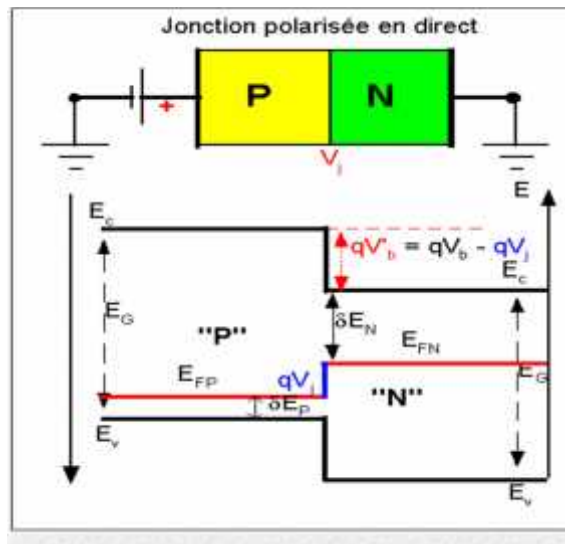 Jonction polarisée en direct
P N
+
Vj
E
Ec
qV'b = qVb - qVj
Ec
EG
δEN
"P"
EFN
EFP
qVj
EG
δEP
"N"
Ev
Ev